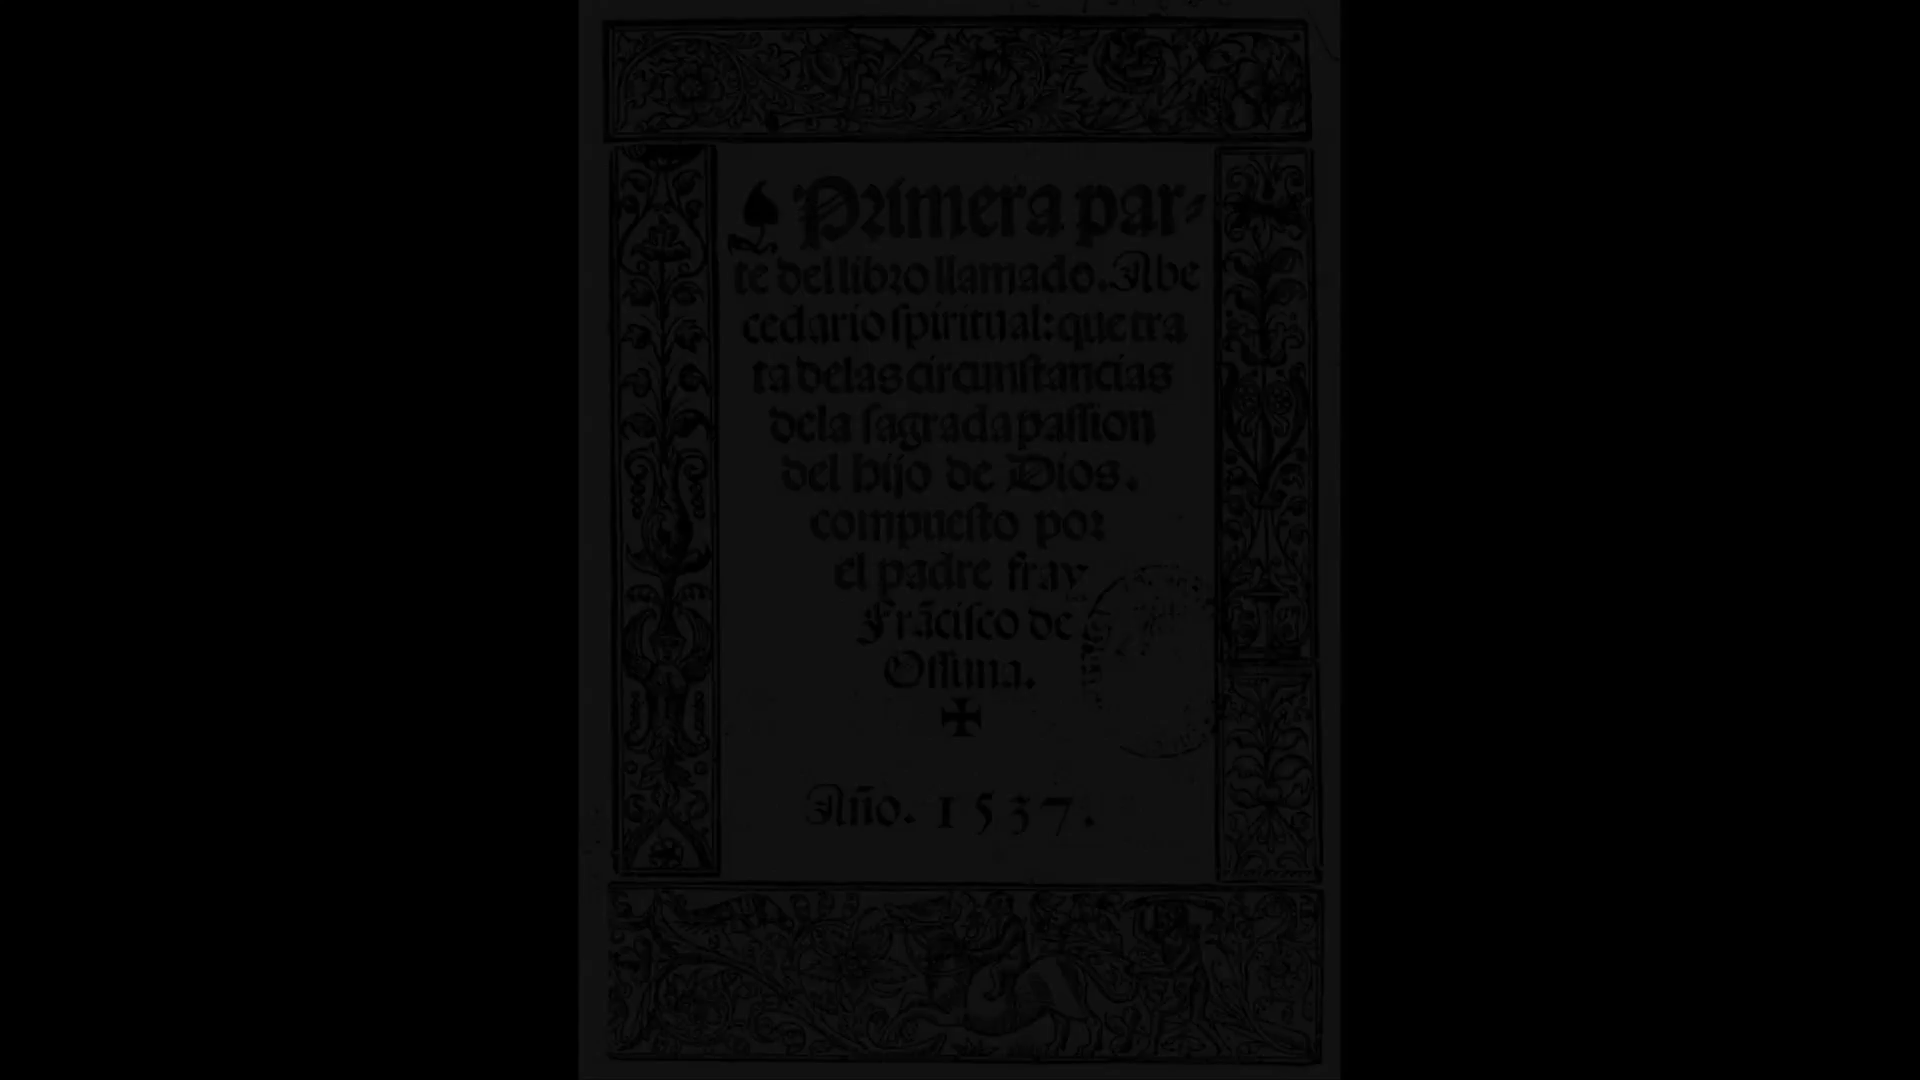 Primera par-
te del libro llamado. Abe
cedario spiritual: que tra
ta delas circunstancias
dela sagrada passion
del hijo de Dios.
compuesto por
el padre fray
Frãcisco de
Ossuna.
✠
Año. 1537.